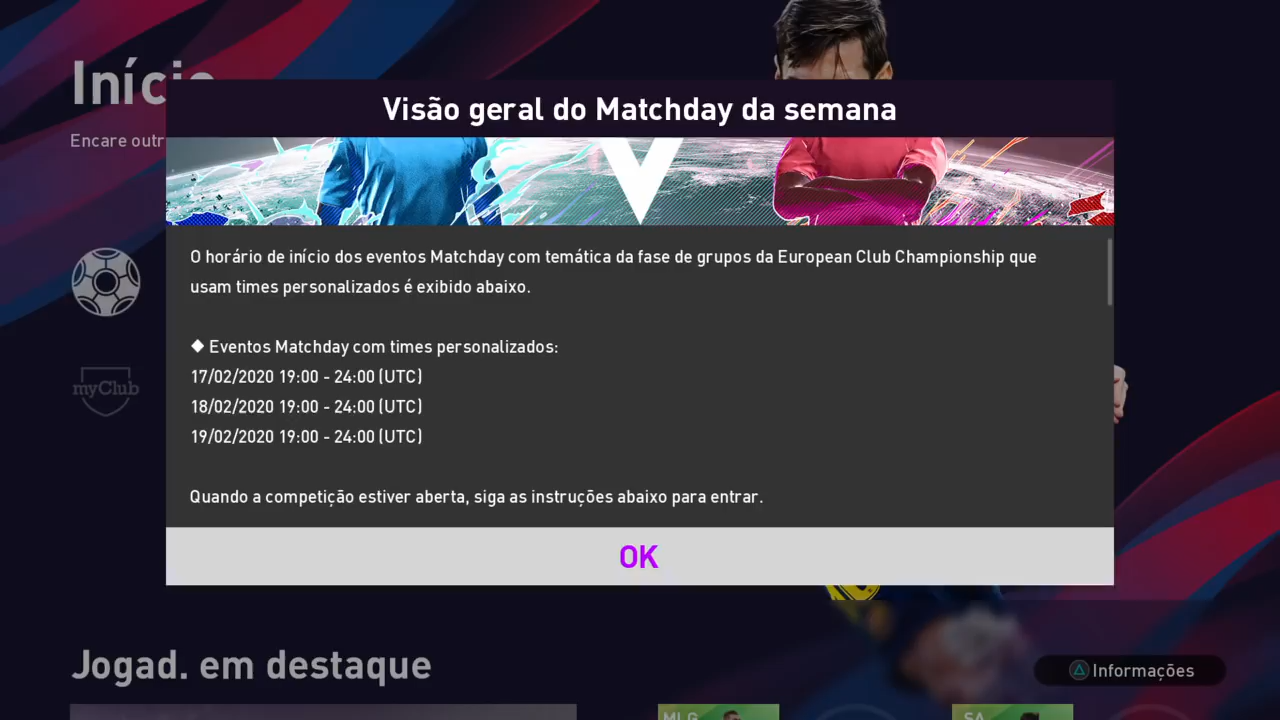 Início
Encare outr
Visão geral do Matchday da semana
O horário de início dos eventos Matchday com temática da fase de grupos da European Club Championship que
usam times personalizados é exibido abaixo.
◆ Eventos Matchday com times personalizados:
17/02/2020 19:00 - 24:00 (UTC)
18/02/2020 19:00 - 24:00 (UTC)
19/02/2020 19:00 - 24:00 (UTC)
Quando a competição estiver aberta, siga as instruções abaixo para entrar.
myClub
OK
Jogad. em destaque
Informações
MLG
SA